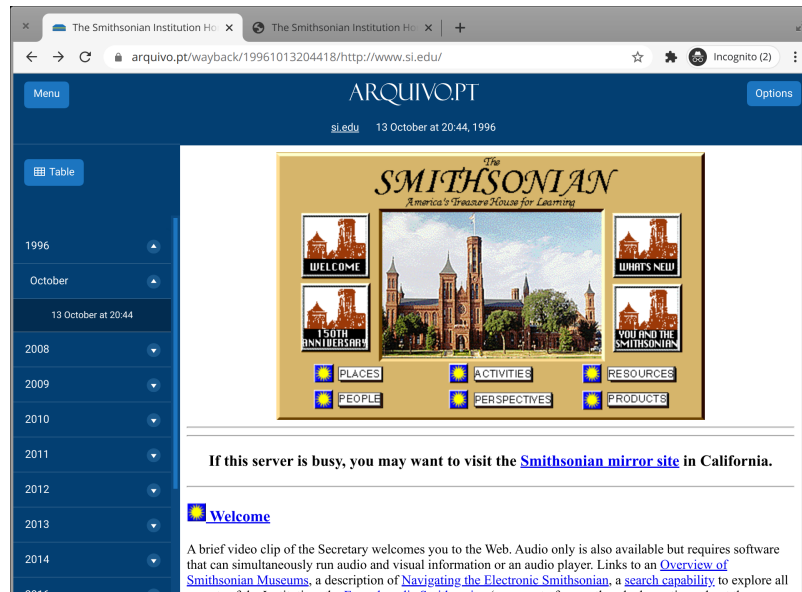 The Smithsonian Institution Ho
The Smithsonian Institution Ho
arquivo.pt/wayback/19961013204418/http://www.si.edu/
Incognito (2)
Menu
ARQUIVO.PT
Options
si.edu 13 October at 20:44, 1996
Table
1996
October
13 October at 20:44
2008
2009
2010
2011
2012
2013
2014
The
SMITHSONIAN
America's Treasure House for Learning
WELCOME
WHAT'S NEW
150TH
ANNIVERSARY
YOU AND THE
SMITHSONIAN
PLACES
ACTIVITIES
RESOURCES
PEOPLE
PERSPECTIVES
PRODUCTS
If this server is busy, you may want to visit the Smithsonian mirror site in California.
Welcome
A brief video clip of the Secretary welcomes you to the Web. Audio only is also available but requires software
that can simultaneously run audio and visual information or an audio player. Links to an Overview of
Smithsonian Museums, a description of Navigating the Electronic Smithsonian, a search capability to explore all